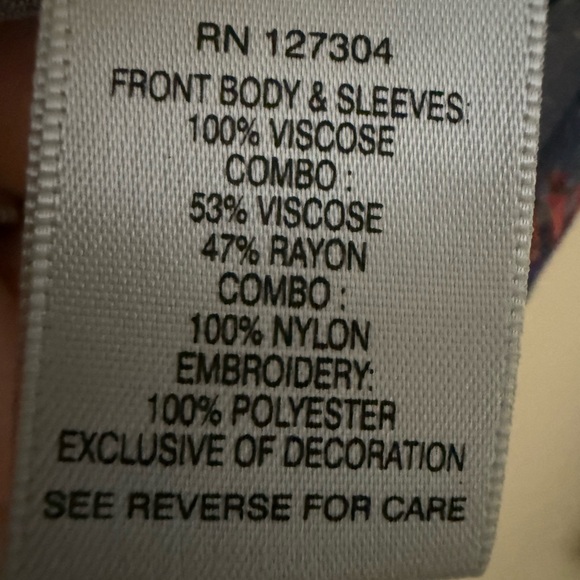 RN 127304
FRONT BODY & SLEEVES:
100% VISCOSE
COMBO :
53% VISCOSE
47% RAYON
COMBO :
100% NYLON
EMBROIDERY:
100% POLYESTER
EXCLUSIVE OF DECORATION
SEE REVERSE FOR CARE